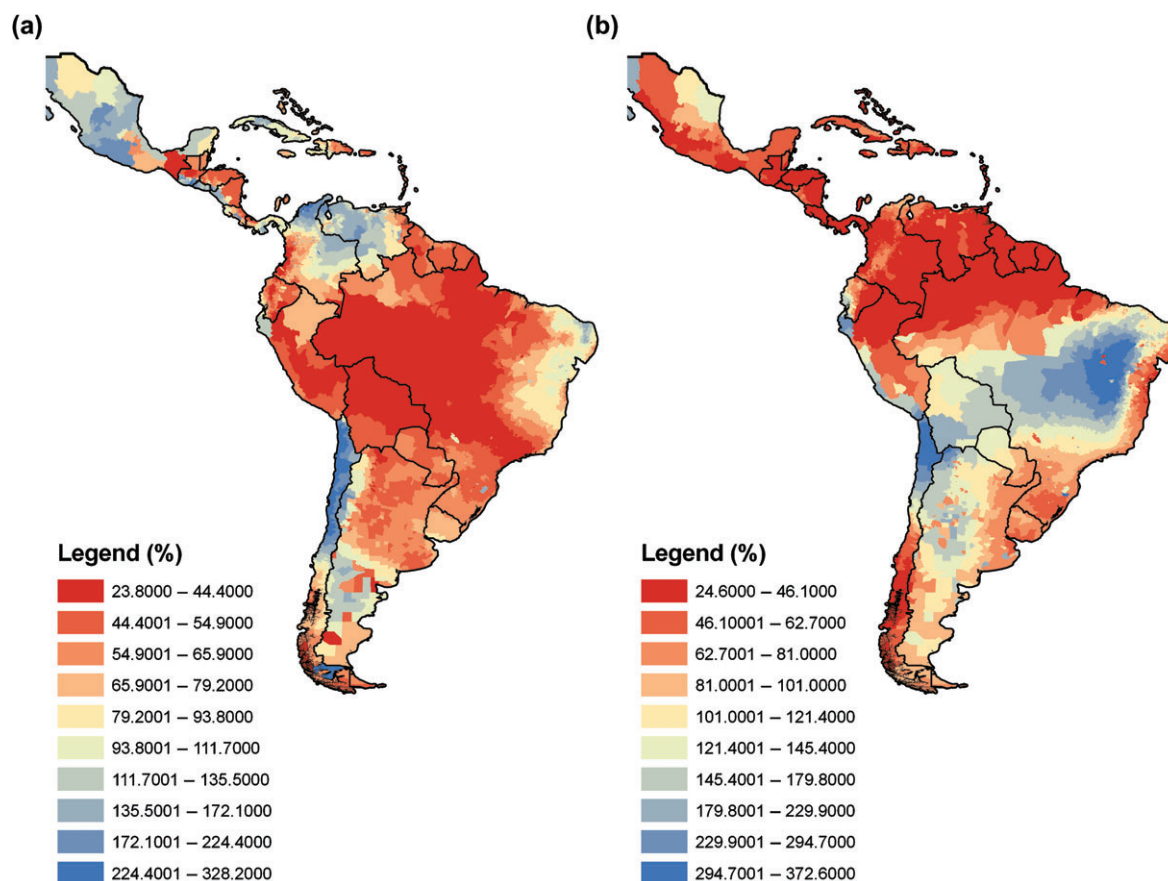 (a)
(b)
Legend (%)
23.8000 – 44.4000
44.4001 – 54.9000
54.9001 – 65.9000
65.9001 – 79.2000
79.2001 – 93.8000
93.8001 – 111.7000
111.7001 – 135.5000
135.5001 – 172.1000
172.1001 – 224.4000
224.4001 – 328.2000
Legend (%)
24.6000 – 46.1000
46.10001 – 62.7000
62.7001 – 81.0000
81.0001 – 101.0000
101.0001 – 121.4000
121.4001 – 145.4000
145.4001 – 179.8000
179.8001 – 229.9000
229.9001 – 294.7000
294.7001 – 372.6000